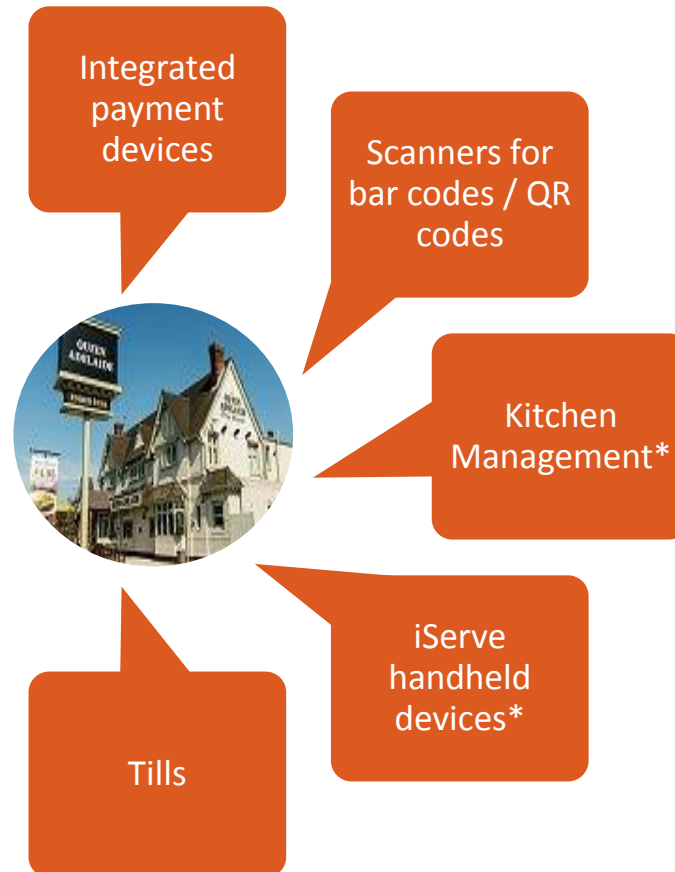 Integrated
payment
devices
Scanners for
bar codes / QR
codes
QUEEN
ADELAIDE
Kitchen
Management*
iServe
handheld
devices*
Tills